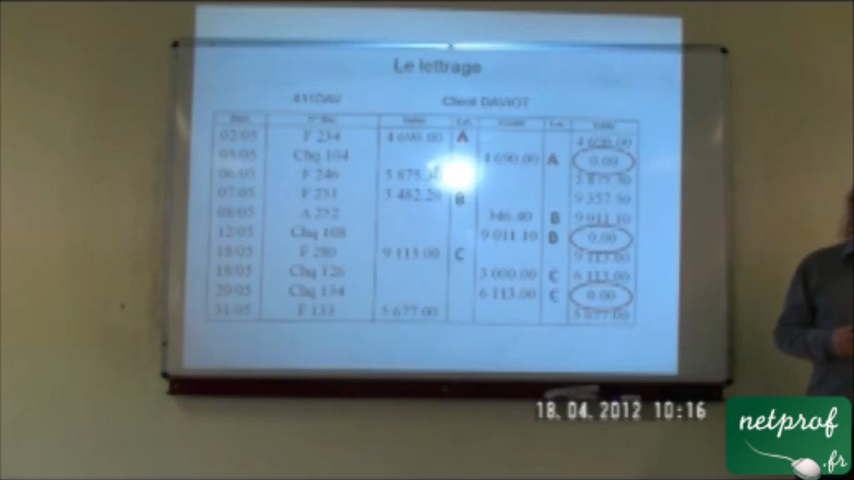 Le lettrage
411DAV Client DAVIOT
02/05 F 234 4 690.00 A 4 690.00
05/05 Chq 104 4 690.00 A 0.00
06/05 F 246 5 875.30 5 875.30
07/05 F 251 3 482.20 B 9 357.50
08/05 A 252 346.40 B 9 011.10
12/05 Chq 108 9 011 10 B 0.00
18/05 F 280 9 113.00 C 9 113.00
18/05 Chq 126 3 000.00 C 6 113.00
29/05 Chq 134 6 113.00 C 0.00
31/05 F 133 5 677 00 5 677 00
18.04.2012 10:16
netprof
.fr